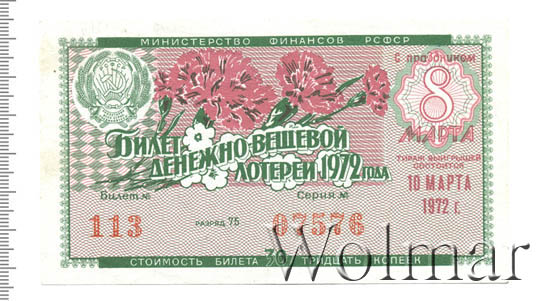 МИНИСТЕРСТВО ФИНАНСОВ РСФСР
С праздником
8
МАРТА
БИЛЕТ
ДЕНЕЖНО-ВЕЩЕВОЙ
ЛОТЕРЕИ 1972 ГОДА
ТИРАЖ ВЫИГРЫШЕЙ
СОСТОИТСЯ
10 МАРТА
1972 г.
Билет № Серия №
113 РАЗРЯД 75 07576
СТОИМОСТЬ БИЛЕТА 30 ТРИДЦАТЬ КОПЕЕК
Wolmar